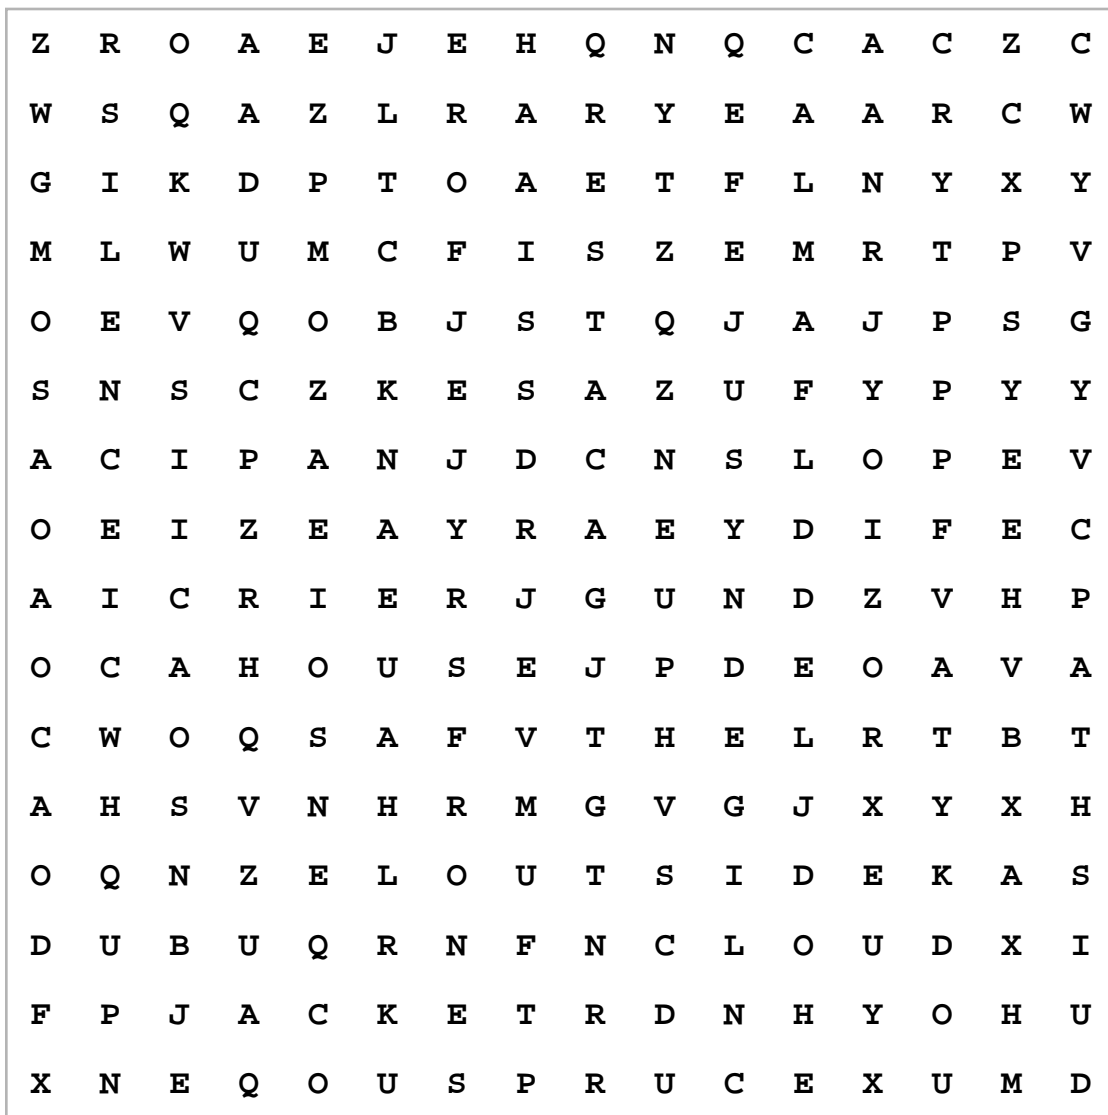 Z R O A E J E H Q N Q C A C Z C
W S Q A Z L R A R Y E A A R C W
G I K D P T O A E T F L N Y X Y
M L W U M C F I S Z E M R T P V
O E V Q O B J S T Q J A J P S G
S N S C Z K E S A Z U F Y P Y Y
A C I P A N J D C N S L O P E V
O E I Z E A Y R A E Y D I F E C
A I C R I E R J G U N D Z V H P
O C A H O U S E J P D E O A V A
C W O Q S A F V T H E L R T B T
A H S V N H R M G V G J X Y X H
O Q N Z E L O U T S I D E K A S
D U B U Q R N F N C L O U D X I
F P J A C K E T R D N H Y O H U
X N E Q O U S P R U C E X U M D